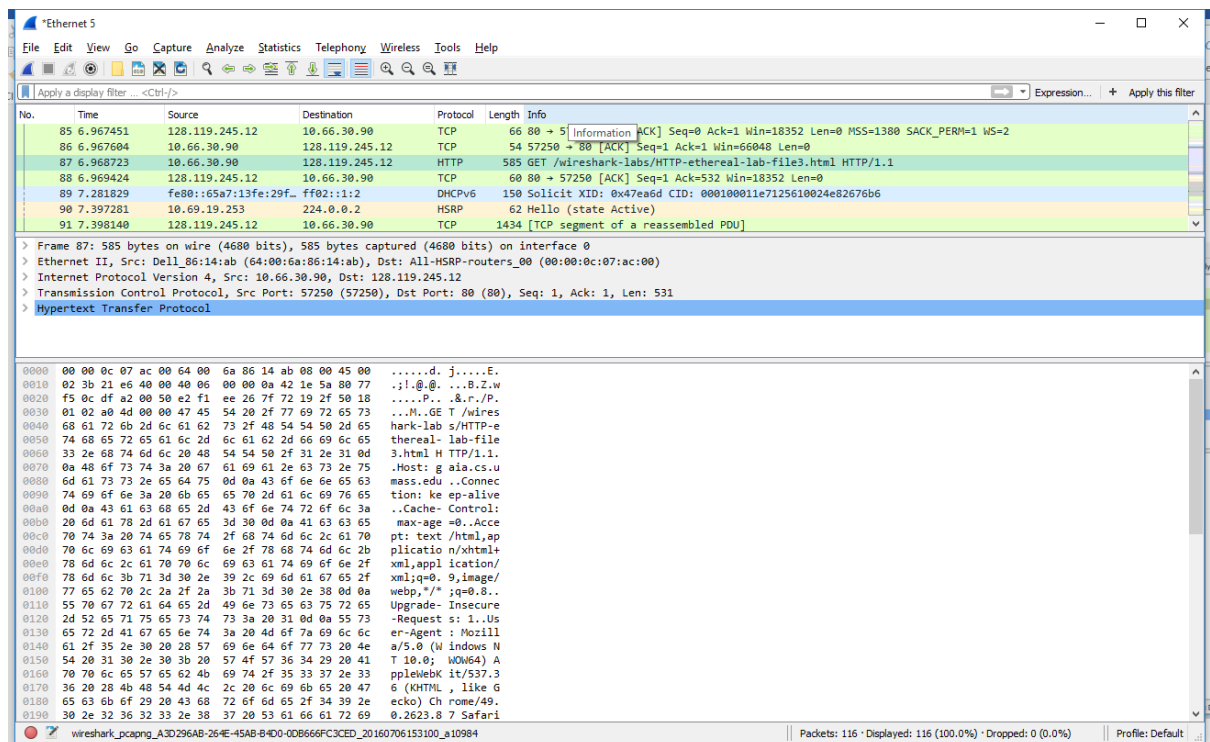 *Ethernet 5
File Edit View Go Capture Analyze Statistics Telephony Wireless Tools Help
Apply a display filter ... <Ctrl-/> Expression... + Apply this filter
No. Time Source Destination Protocol Length Info
85 6.967451 128.119.245.12 10.66.30.90 TCP 66 80 → 57 ACK] Seq=0 Ack=1 Win=18352 Len=0 MSS=1380 SACK_PERM=1 WS=2
Information
86 6.967604 10.66.30.90 128.119.245.12 TCP 54 57250 → 80 [ACK] Seq=1 Ack=1 Win=66048 Len=0
87 6.968723 10.66.30.90 128.119.245.12 HTTP 585 GET /wireshark-labs/HTTP-ethereal-lab-file3.html HTTP/1.1
88 6.969424 128.119.245.12 10.66.30.90 TCP 60 80 → 57250 [ACK] Seq=1 Ack=532 Win=18352 Len=0
89 7.281829 fe80::65a7:13fe:29f… ff02::1:2 DHCPv6 150 Solicit XID: 0x47ea6d CID: 000100011e7125610024e82676b6
90 7.397281 10.69.19.253 224.0.0.2 HSRP 62 Hello (state Active)
91 7.398140 128.119.245.12 10.66.30.90 TCP 1434 [TCP segment of a reassembled PDU]
> Frame 87: 585 bytes on wire (4680 bits), 585 bytes captured (4680 bits) on interface 0
> Ethernet II, Src: Dell_86:14:ab (64:00:6a:86:14:ab), Dst: All-HSRP-routers_00 (00:00:0c:07:ac:00)
> Internet Protocol Version 4, Src: 10.66.30.90, Dst: 128.119.245.12
> Transmission Control Protocol, Src Port: 57250 (57250), Dst Port: 80 (80), Seq: 1, Ack: 1, Len: 531
> Hypertext Transfer Protocol
0000 00 00 0c 07 ac 00 64 00 6a 86 14 ab 08 00 45 00 ......d. j.....E.
0010 02 3b 21 e6 40 00 40 06 00 00 0a 42 1e 5a 80 77 .;!.@.@. ...B.Z.w
0020 f5 0c df a2 00 50 e2 f1 ee 26 7f 72 19 2f 50 18 .....P.. .&.r./P.
0030 01 02 a0 4d 00 00 47 45 54 20 2f 77 69 72 65 73 ...M..GE T /wires
0040 68 61 72 6b 2d 6c 61 62 73 2f 48 54 54 50 2d 65 hark-lab s/HTTP-e
0050 74 68 65 72 65 61 6c 2d 6c 61 62 2d 66 69 6c 65 thereal- lab-file
0060 33 2e 68 74 6d 6c 20 48 54 54 50 2f 31 2e 31 0d 3.html H TTP/1.1.
0070 0a 48 6f 73 74 3a 20 67 61 69 61 2e 63 73 2e 75 .Host: g aia.cs.u
0080 6d 61 73 73 2e 65 64 75 0d 0a 43 6f 6e 6e 65 63 mass.edu ..Connec
0090 74 69 6f 6e 3a 20 6b 65 65 70 2d 61 6c 69 76 65 tion: ke ep-alive
00a0 0d 0a 43 61 63 68 65 2d 43 6f 6e 74 72 6f 6c 3a ..Cache- Control:
00b0 20 6d 61 78 2d 61 67 65 3d 30 0d 0a 41 63 63 65 max-age =0..Acce
00c0 70 74 3a 20 74 65 78 74 2f 68 74 6d 6c 2c 61 70 pt: text /html,ap
00d0 70 6c 69 63 61 74 69 6f 6e 2f 78 68 74 6d 6c 2b plicatio n/xhtml+
00e0 78 6d 6c 2c 61 70 70 6c 69 63 61 74 69 6f 6e 2f xml,appl ication/
00f0 78 6d 6c 3b 71 3d 30 2e 39 2c 69 6d 61 67 65 2f xml;q=0. 9,image/
0100 77 65 62 70 2c 2a 2f 2a 3b 71 3d 30 2e 38 0d 0a webp,*/* ;q=0.8..
0110 55 70 67 72 61 64 65 2d 49 6e 73 65 63 75 72 65 Upgrade- Insecure
0120 2d 52 65 71 75 65 73 74 73 3a 20 31 0d 0a 55 73 -Request s: 1..Us
0130 65 72 2d 41 67 65 6e 74 3a 20 4d 6f 7a 69 6c 6c er-Agent : Mozill
0140 61 2f 35 2e 30 20 28 57 69 6e 64 6f 77 73 20 4e a/5.0 (W indows N
0150 54 20 31 30 2e 30 3b 20 57 4f 57 36 34 29 20 41 T 10.0; WOW64) A
0160 70 70 6c 65 57 65 62 4b 69 74 2f 35 33 37 2e 33 ppleWebK it/537.3
0170 36 20 28 4b 48 54 4d 4c 2c 20 6c 69 6b 65 20 47 6 (KHTML , like G
0180 65 63 6b 6f 29 20 43 68 72 6f 6d 65 2f 34 39 2e ecko) Ch rome/49.
0190 30 2e 32 36 32 33 2e 38 37 20 53 61 66 61 72 69 0.2623.8 7 Safari
wireshark_pcapng_A3D296AB-264E-45AB-B4D0-0DB666FC3CED_20160706153100_a10984 Packets: 116 · Displayed: 116 (100.0%) · Dropped: 0 (0.0%) Profile: Default